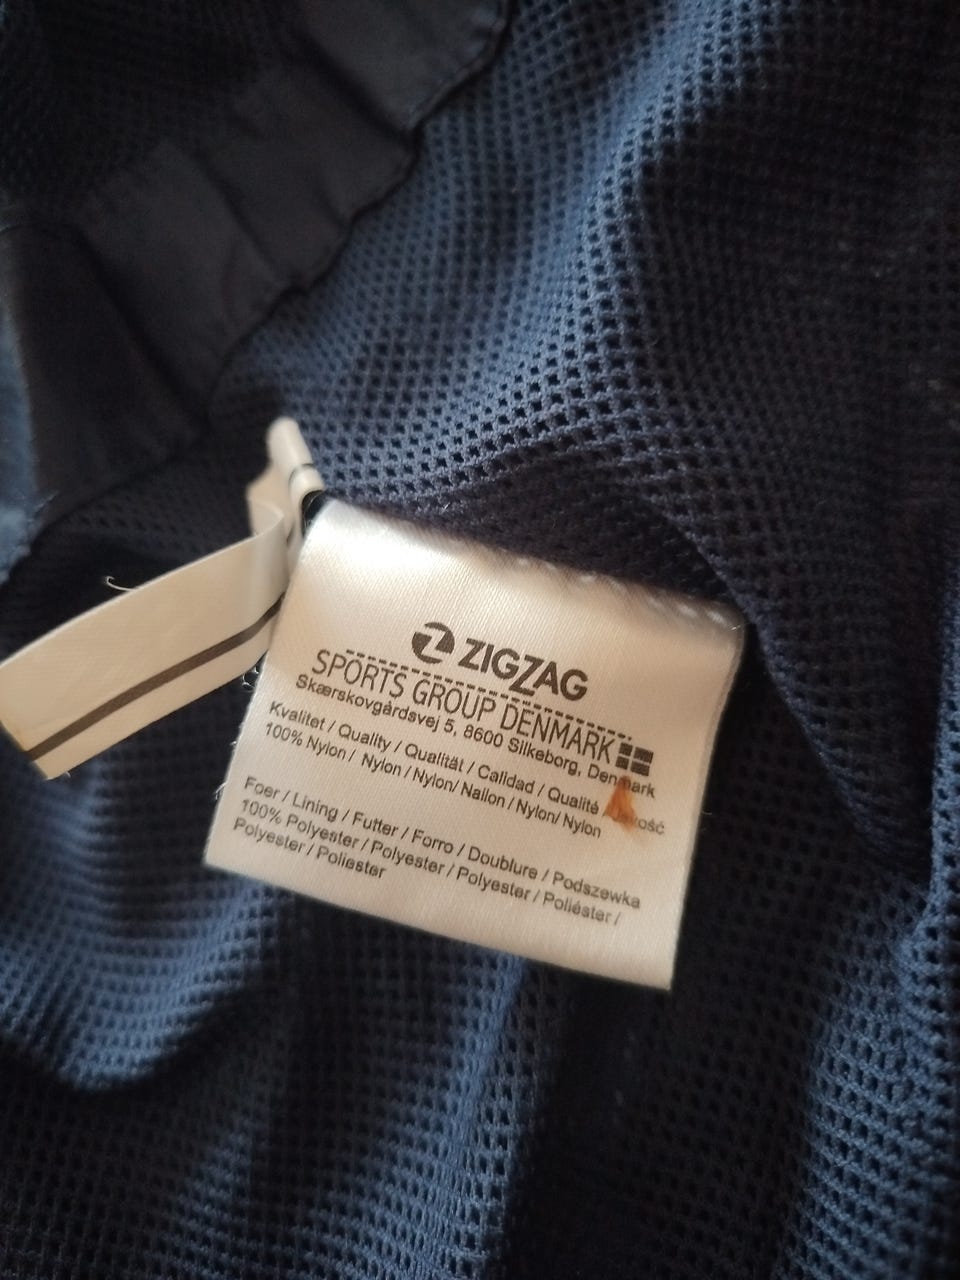 ZIGZAG
SPORTS GROUP DENMARK
Skærskovgårdsvej 5, 8600 Silkeborg, Denmark
Kvalitet / Quality / Qualität / Calidad / Qualité
100% Nylon / Nylon / Nylon / Nailon / Nylon / Nylon
Foer / Lining / Futter / Forro / Doublure / Podszewka
100% Polyester / Polyester / Polyester / Poliéster /
Polyester / Poliester